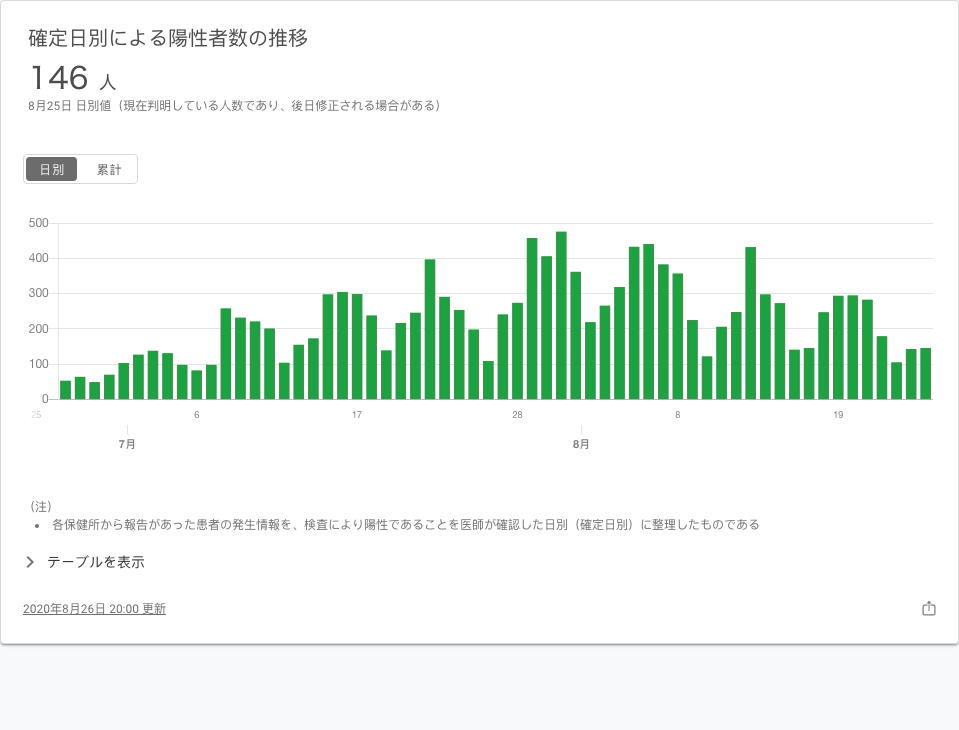 確定日別による陽性者数の推移
146 人
8月25日 日別値（現在判明している人数であり、後日修正される場合がある）
日別 累計
500
400
300
200
100
0
25 6 17 28 8 19
7月 8月
（注）
• 各保健所から報告があった患者の発生情報を、検査により陽性であることを医師が確認した日別（確定日別）に整理したものである
テーブルを表示
2020年8月26日 20:00 更新